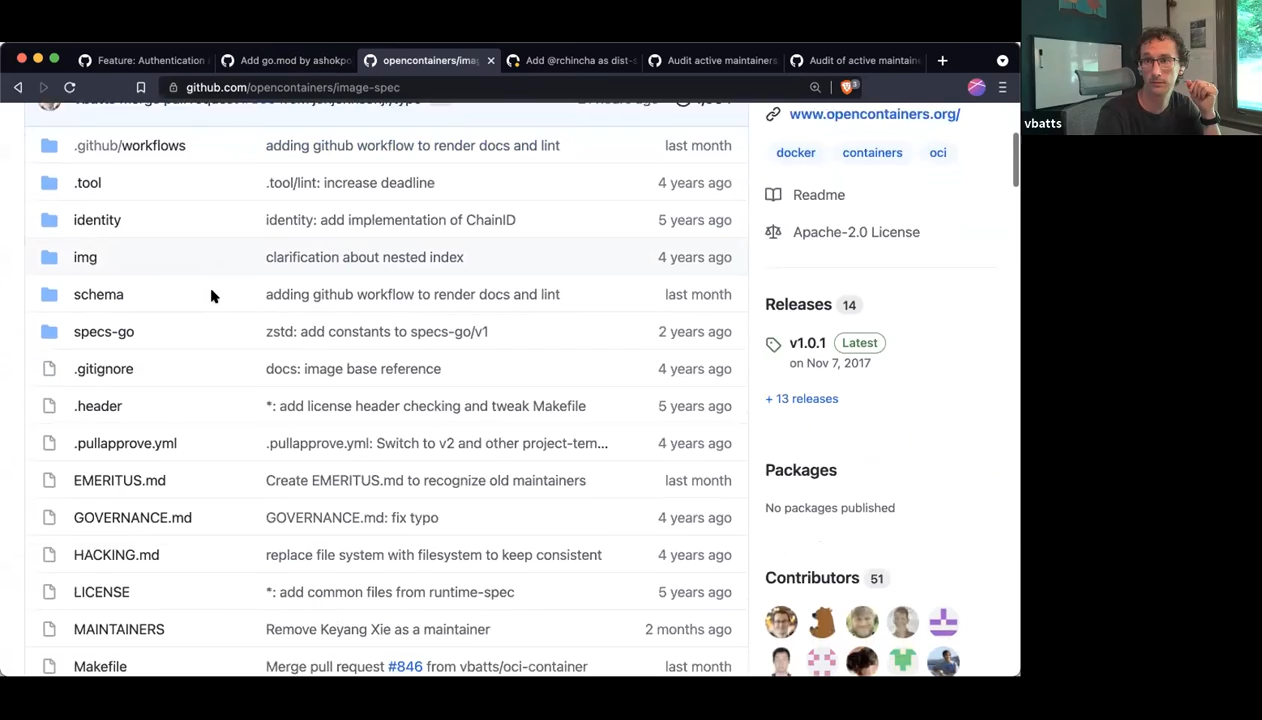 Feature: Authentication
Add go.mod by ashokpo
opencontainers/imag
Add @rchincha as dist-s
Audit active maintainers
Audit of active maintaine
github.com/opencontainers/image-spec
vbatts
www.opencontainers.org/
.github/workflows adding github workflow to render docs and lint last month
docker containers oci
.tool .tool/lint: increase deadline 4 years ago
Readme
identity identity: add implementation of ChainID 5 years ago
Apache-2.0 License
img clarification about nested index 4 years ago
schema adding github workflow to render docs and lint last month
Releases 14
specs-go zstd: add constants to specs-go/v1 2 years ago
v1.0.1 Latest
on Nov 7, 2017
.gitignore docs: image base reference 4 years ago
+ 13 releases
.header *: add license header checking and tweak Makefile 5 years ago
.pullapprove.yml .pullapprove.yml: Switch to v2 and other project-tem... 4 years ago
Packages
EMERITUS.md Create EMERITUS.md to recognize old maintainers last month
No packages published
GOVERNANCE.md GOVERNANCE.md: fix typo 4 years ago
HACKING.md replace file system with filesystem to keep consistent 4 years ago
Contributors 51
LICENSE *: add common files from runtime-spec 5 years ago
MAINTAINERS Remove Keyang Xie as a maintainer 2 months ago
Makefile Merge pull request #846 from vbatts/oci-container last month